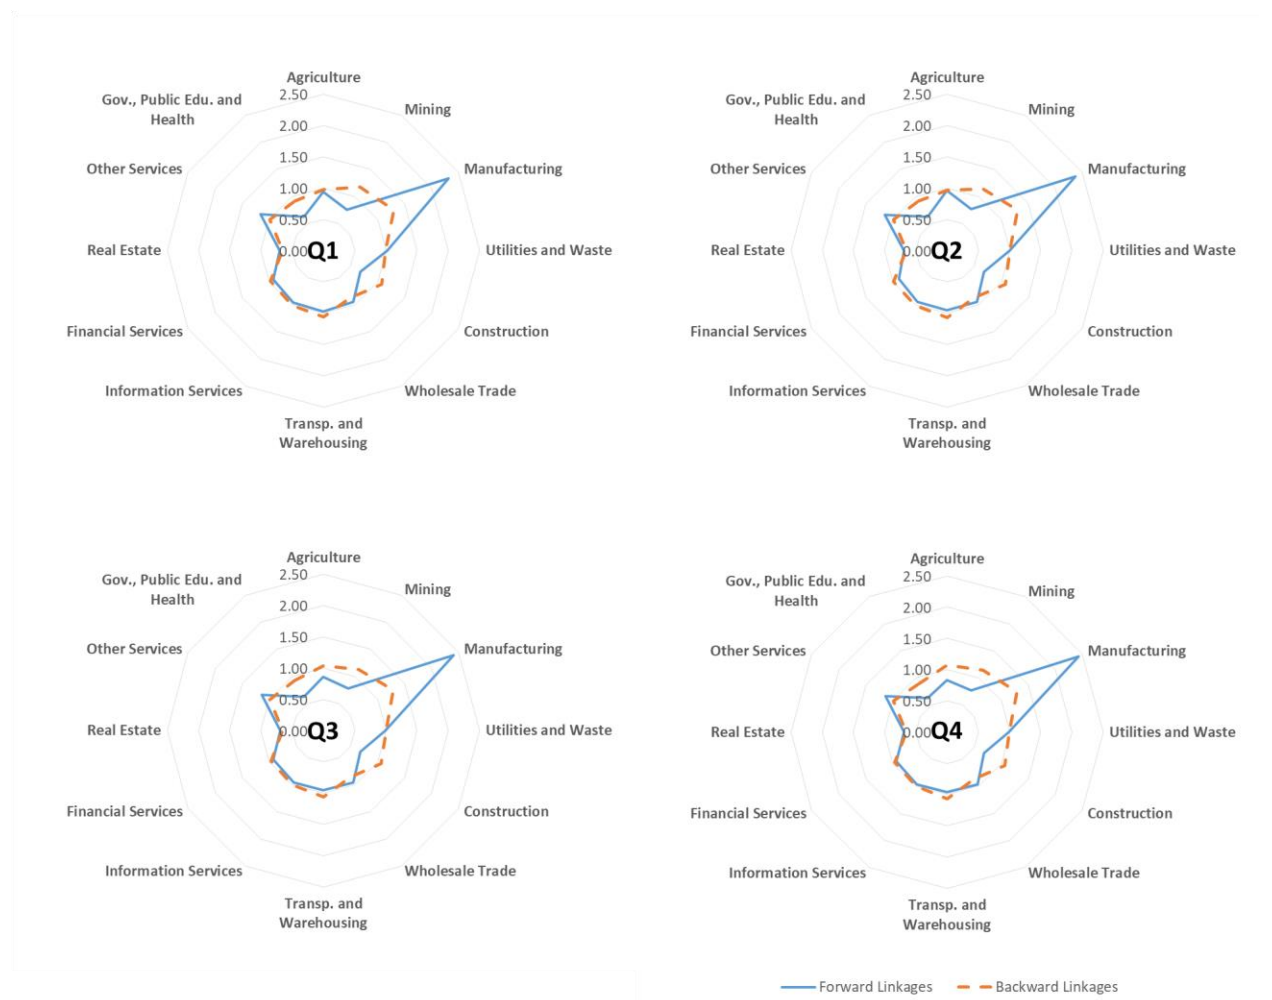 Agriculture
2.50
Gov., Public Edu. and
Health
Mining
2.00
Other Services
1.50
Manufacturing
1.00
0.50
Real Estate
0.00
Q1
Utilities and Waste
Financial Services
Construction
Information Services
Wholesale Trade
Transp. and
Warehousing
Agriculture
2.50
Gov., Public Edu. and
Health
Mining
2.00
Other Services
1.50
Manufacturing
1.00
0.50
Real Estate
0.00
Q2
Utilities and Waste
Financial Services
Construction
Information Services
Wholesale Trade
Transp. and
Warehousing
Agriculture
2.50
Gov., Public Edu. and
Health
Mining
2.00
Other Services
1.50
Manufacturing
1.00
0.50
Real Estate
0.00
Q3
Utilities and Waste
Financial Services
Construction
Information Services
Wholesale Trade
Transp. and
Warehousing
Agriculture
2.50
Gov., Public Edu. and
Health
Mining
2.00
Other Services
1.50
Manufacturing
1.00
0.50
Real Estate
0.00
Q4
Utilities and Waste
Financial Services
Construction
Information Services
Wholesale Trade
Transp. and
Warehousing
Forward Linkages
Backward Linkages